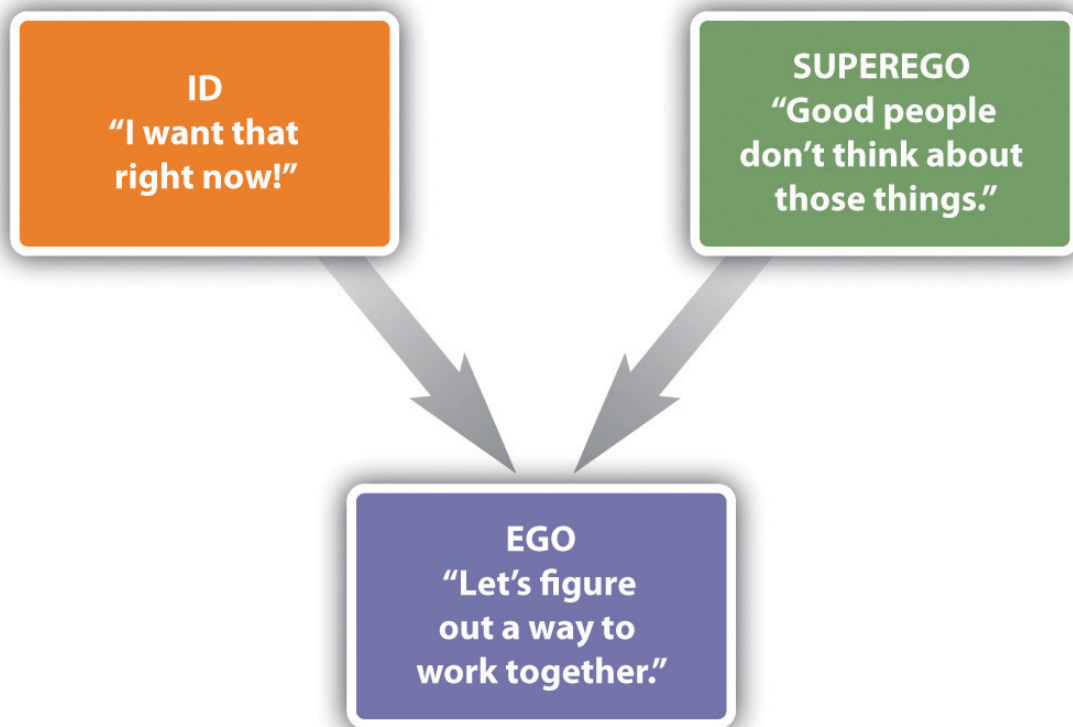 ID
“I want that
right now!”
SUPEREGO
“Good people
don’t think about
those things.”
EGO
“Let’s figure
out a way to
work together.”